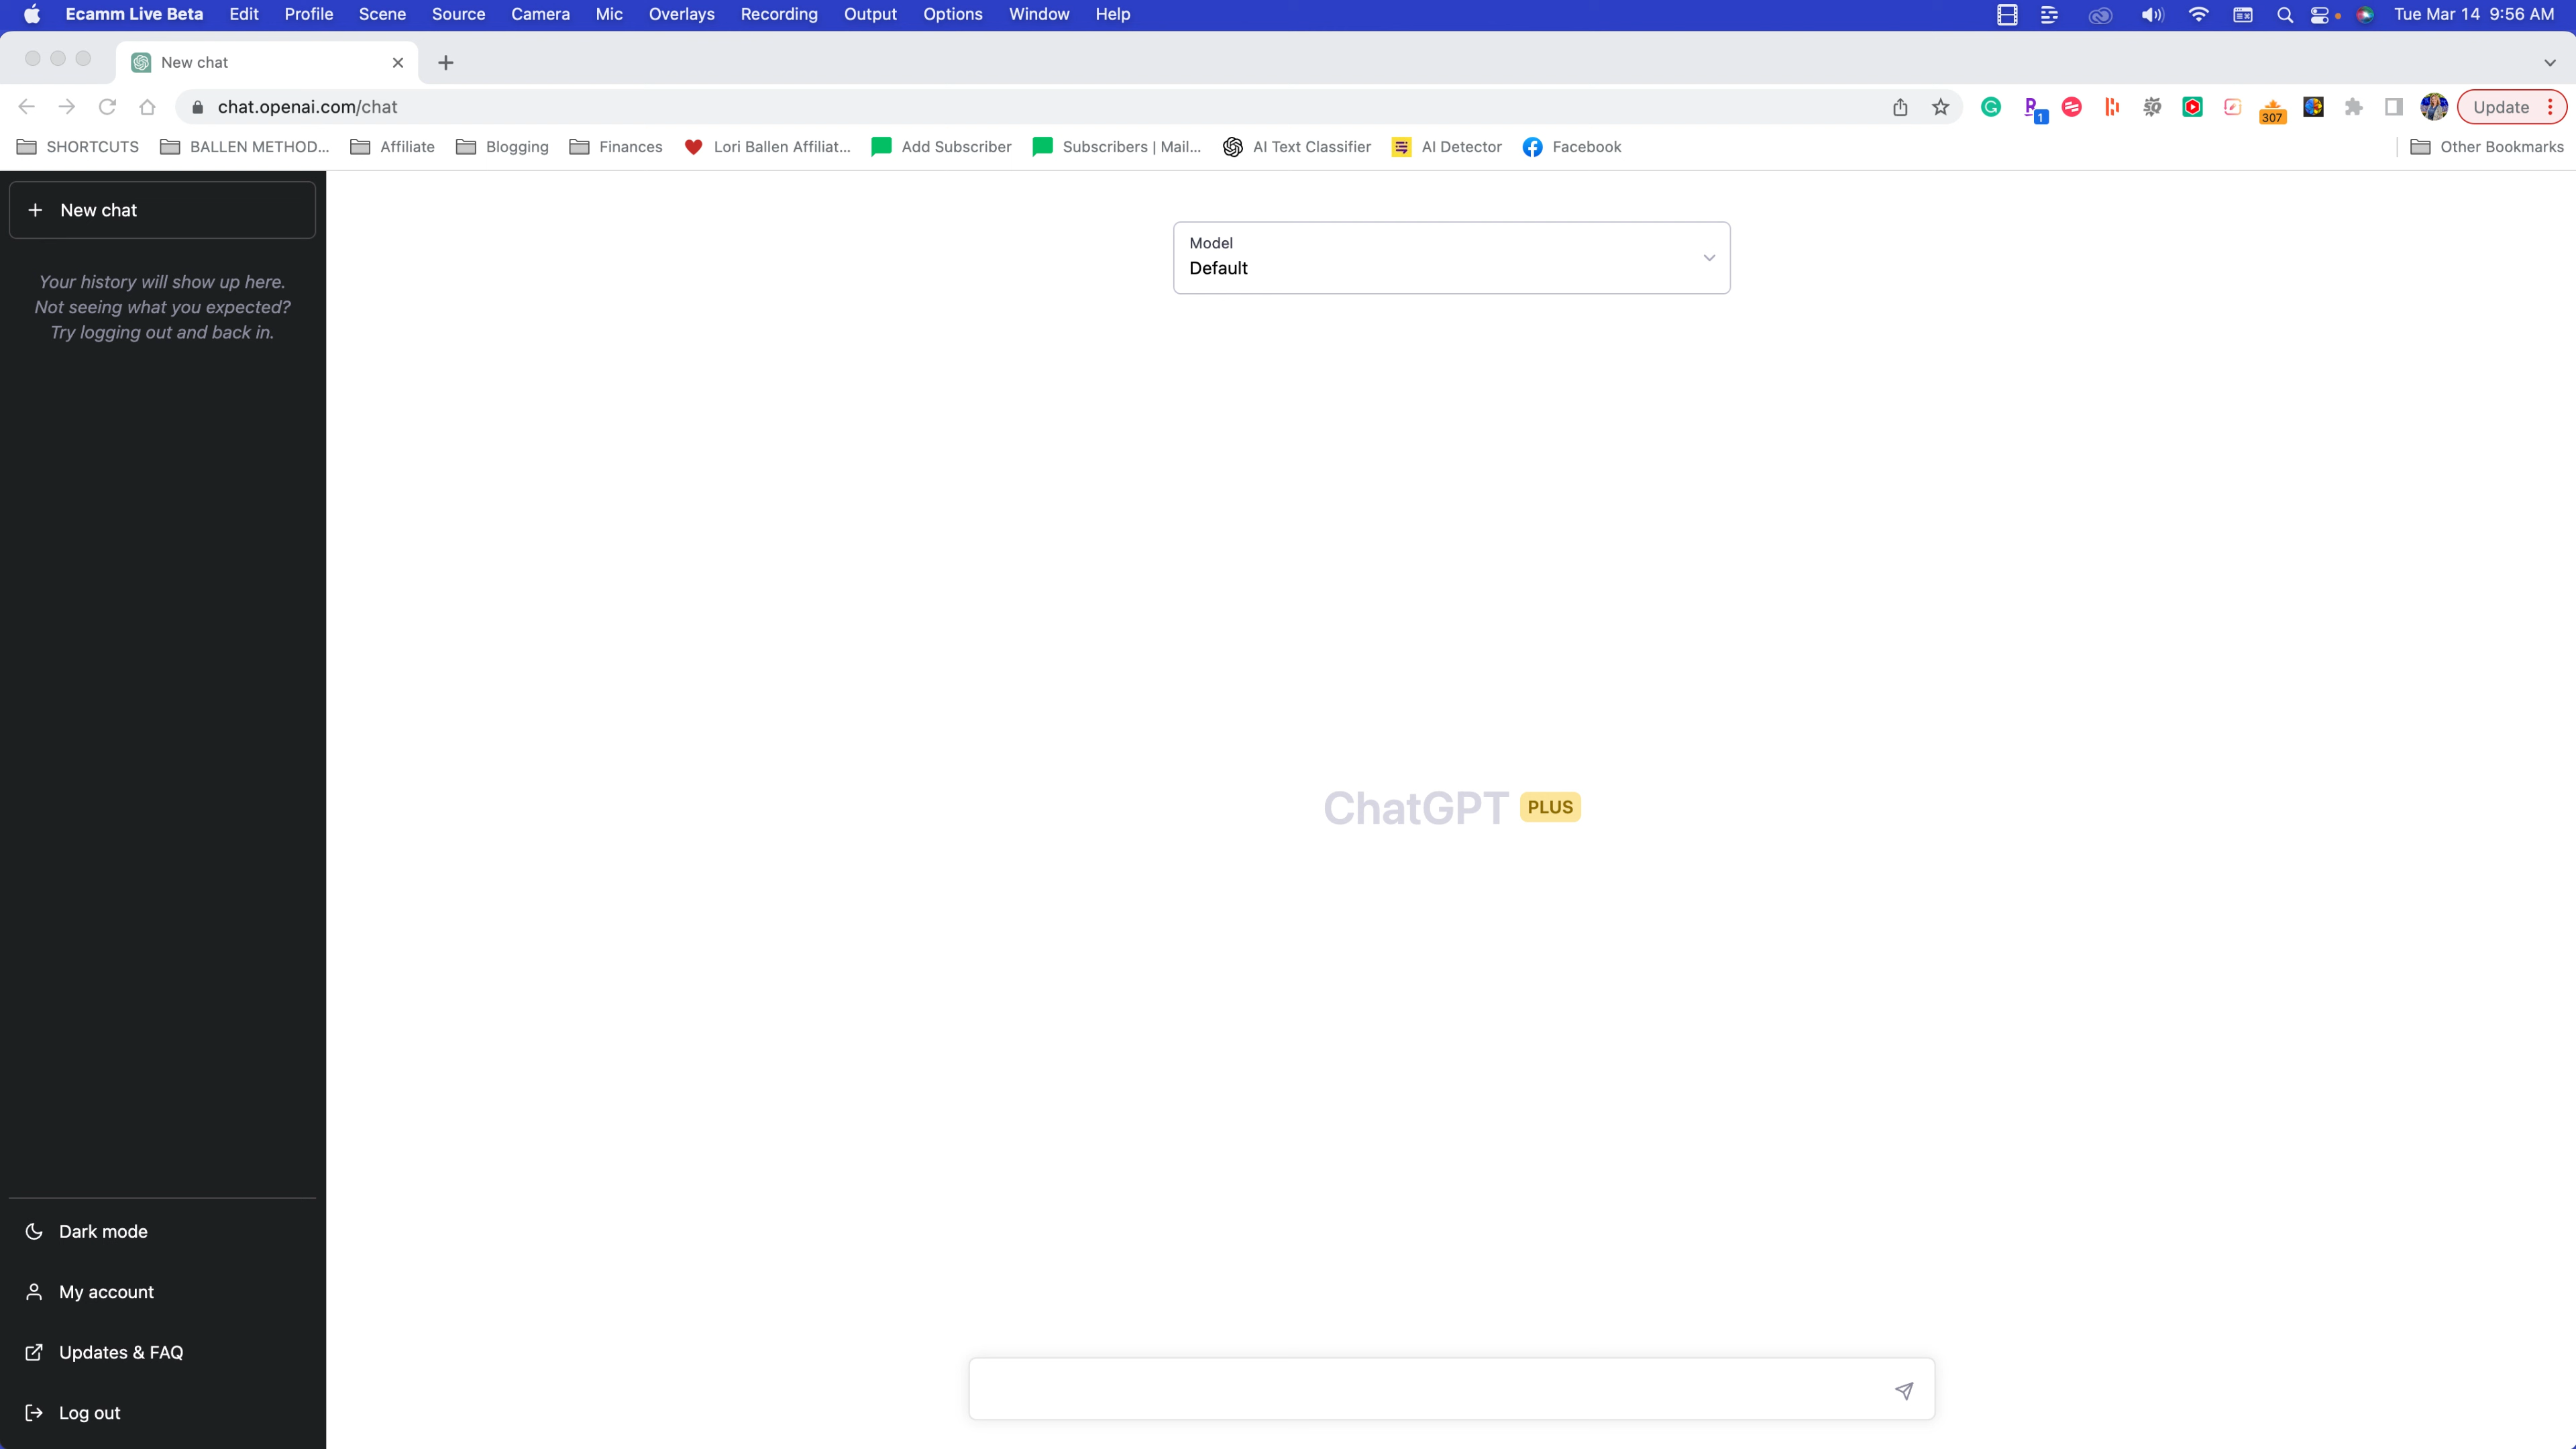 Ecamm Live Beta Edit Profile Scene Source Camera Mic Overlays Recording Output Options Window Help Tue Mar 14 9:56 AM
New chat
chat.openai.com/chat 1 307 Update
SHORTCUTS BALLEN METHOD... Affiliate Blogging Finances Lori Ballen Affiliat... Add Subscriber Subscribers | Mail... AI Text Classifier AI Detector Facebook Other Bookmarks
New chat
Model
Default
Your history will show up here.
Not seeing what you expected?
Try logging out and back in.
ChatGPT PLUS
Dark mode
My account
Updates & FAQ
Log out